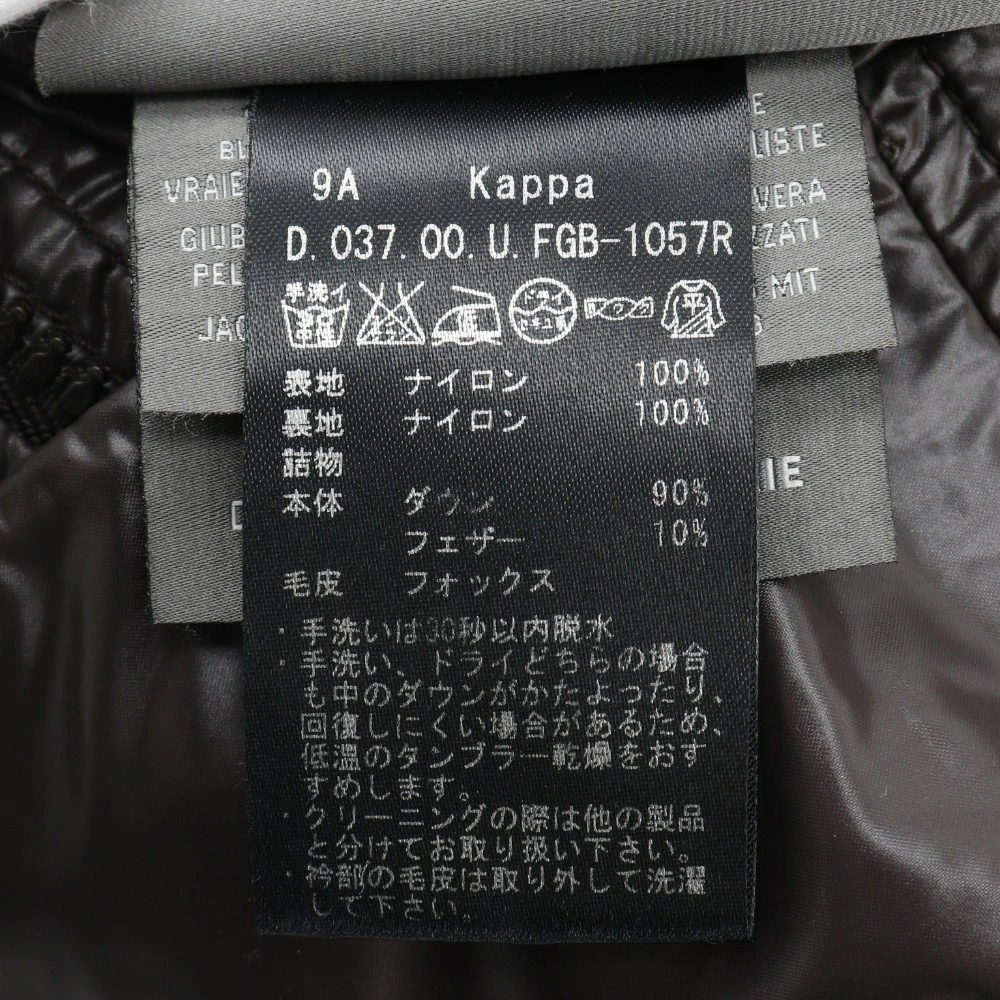 E
LISTE
VRAIE
VERA
GIUB
ZZATI
PEL
MIT
JAC
IE
9A Kappa
D.037.00.U.FGB-1057R
手洗イ
平
表地 ナイロン 100%
裏地 ナイロン 100%
詰物
本体 ダウン 90%
フェザー 10%
毛皮 フォックス
・手洗いは30秒以内脱水
・手洗い、ドライどちらの場合
も中のダウンがかたよったり、
回復しにくい場合があるため、
低温のタンブラー乾燥をおす
すめします。
・クリーニングの際は他の製品
と分けてお取り扱い下さい。
・衿部の毛皮は取り外して洗濯
して下さい。